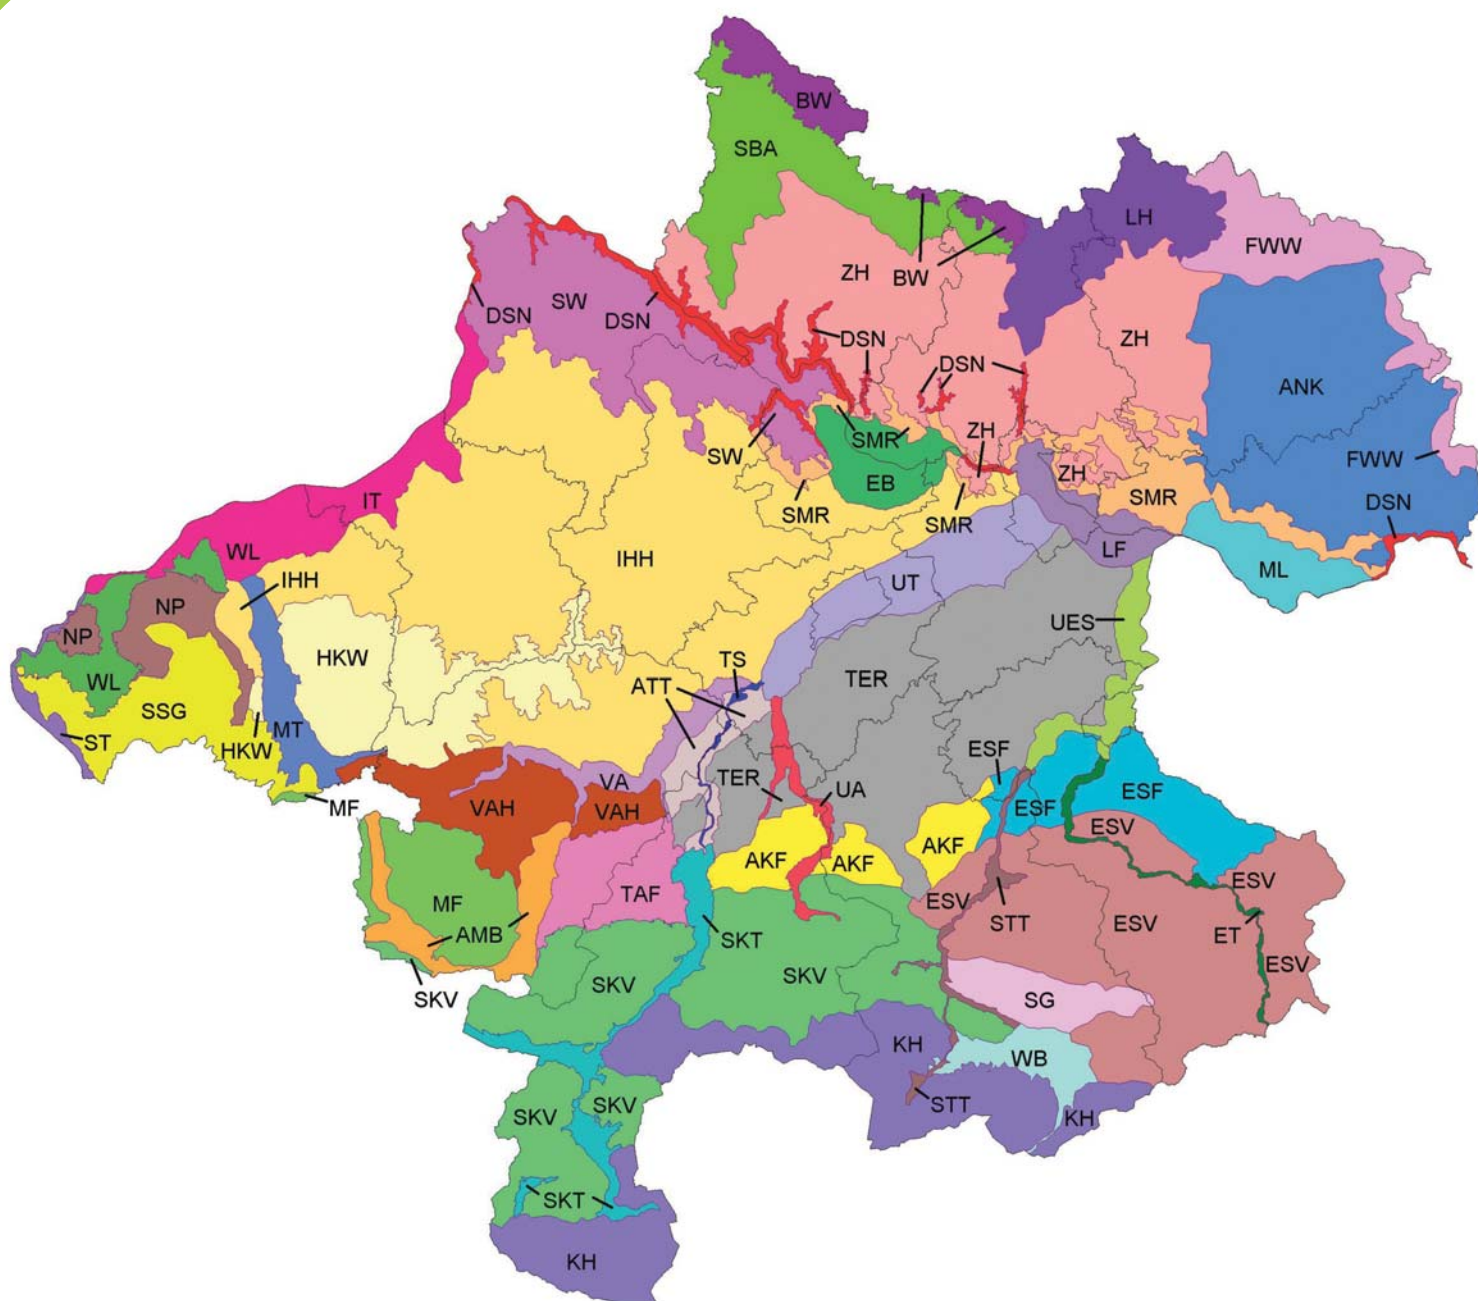 BW
SBA
LH
FWW
ZH
BW
SW
DSN
DSN
DSN
ZH
DSN
ANK
SMR
ZH
SW
FWW
ZH
EB
SMR
DSN
SMR
SMR
IT
WL
LF
IHH
IHH
ML
UT
NP
NP
UES
HKW
TS
WL
ATT
TER
SSG
MT
ST
HKW
ESF
TER
VA
UA
ESF
ESF
MF
VAH
VAH
ESV
AKF
AKF
AKF
ESV
TAF
MF
ESV
STT
ESV
ET
AMB
SKT
ESV
SKV
SKV
SKV
SG
KH
WB
SKV
SKV
STT
KH
SKT
KH